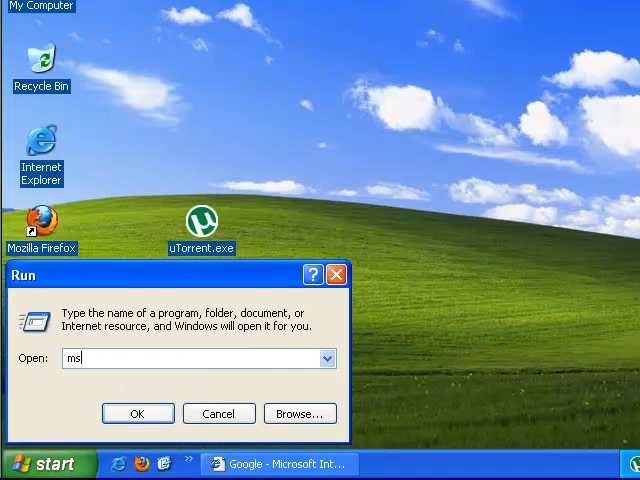 My Computer
Recycle Bin
Internet
Explorer
Mozilla Firefox
uTorrent.exe
Run
Type the name of a program, folder, document, or
Internet resource, and Windows will open it for you.
Open:
ms
OK
Cancel
Browse...
start
Google - Microsoft Int...